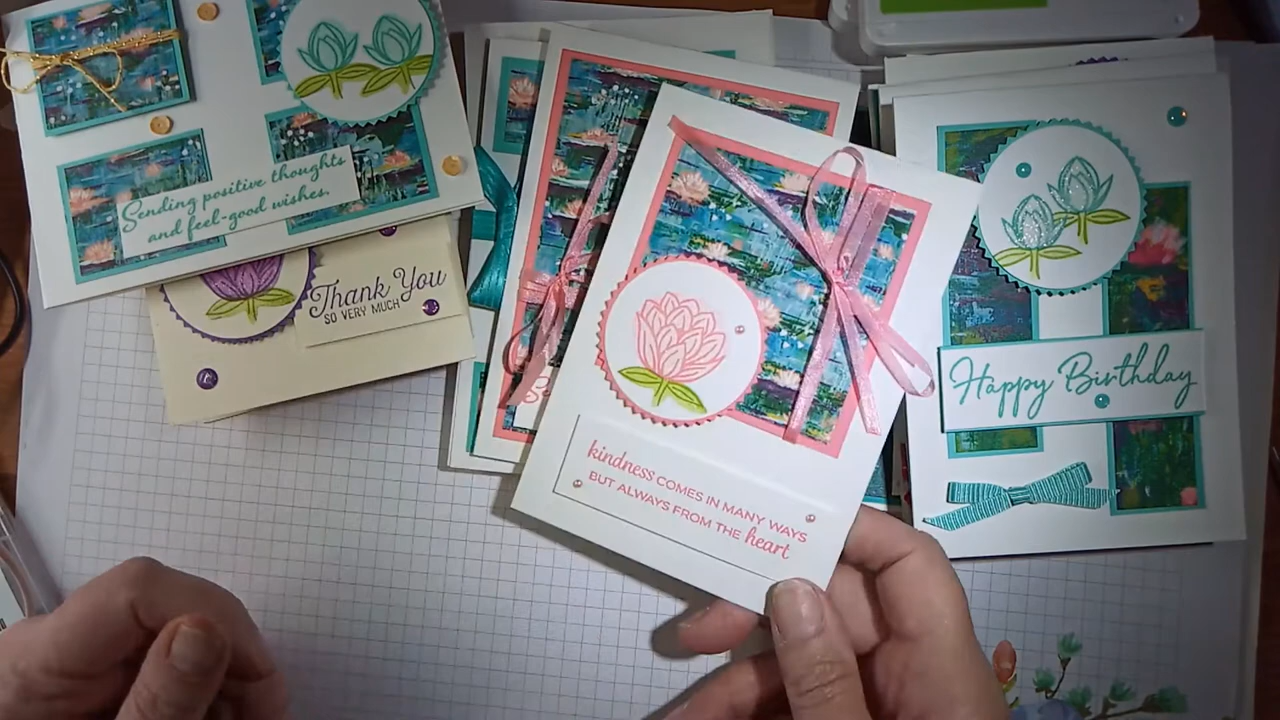 Sending positive thoughts
and feel-good wishes.
Thank You
SO VERY MUCH
kindness COMES IN MANY WAYS
BUT ALWAYS FROM THE heart
Happy Birthday